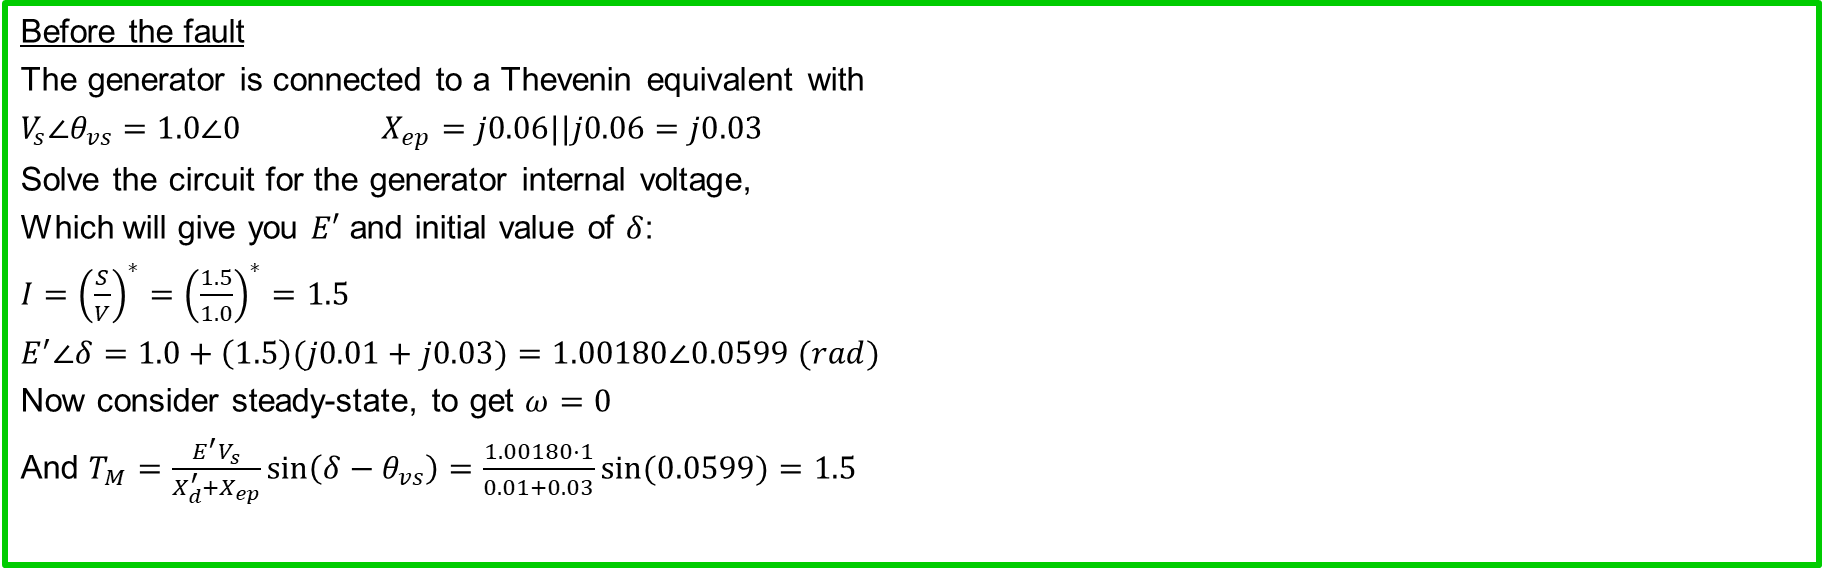 Before the fault
The generator is connected to a Thevenin equivalent with
V_s∠θ_vs = 1.0∠0 X_ep = j0.06||j0.06 = j0.03
Solve the circuit for the generator internal voltage,
Which will give you E′ and initial value of δ:
I = (S/V)* = (1.5/1.0)* = 1.5
E′∠δ = 1.0 + (1.5)(j0.01 + j0.03) = 1.00180∠0.0599 (rad)
Now consider steady-state, to get ω = 0
And T_M = E′V_s/(X′_d+X_ep) sin(δ − θ_vs) = 1.00180·1/(0.01+0.03) sin(0.0599) = 1.5